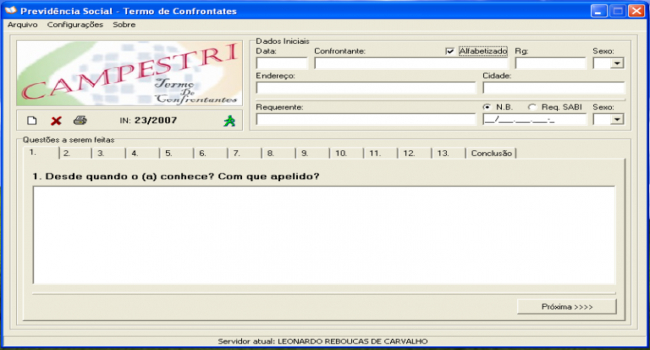 Previdência Social - Termo de Confrontates
Arquivo Configurações Sobre
CAMPESTRI
Termo
De
Confrontantes
IN: 23/2007
Dados Iniciais
Data: Confrontante: Alfabetizado Rg: Sexo:
Endereço: Cidade:
Requerente: N.B. Req. SABI Sexo:
__/___.___.___-_
Questões a serem feitas
1. 2. 3. 4. 5. 6. 7. 8. 9. 10. 11. 12. 13. Conclusão
1. Desde quando o (a) conhece? Com que apelido?
Próxima >>>>
Servidor atual: LEONARDO REBOUCAS DE CARVALHO